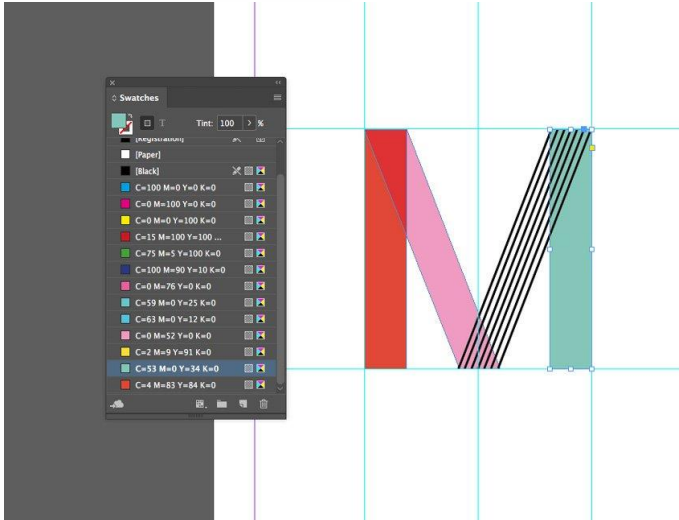 Swatches
T Tint: 100 > %
[Registration]
[Paper]
[Black]
C=100 M=0 Y=0 K=0
C=0 M=100 Y=0 K=0
C=0 M=0 Y=100 K=0
C=15 M=100 Y=100 ...
C=75 M=5 Y=100 K=0
C=100 M=90 Y=10 K=0
C=0 M=76 Y=0 K=0
C=59 M=0 Y=25 K=0
C=63 M=0 Y=12 K=0
C=0 M=52 Y=0 K=0
C=2 M=9 Y=91 K=0
C=53 M=0 Y=34 K=0
C=4 M=83 Y=84 K=0
M